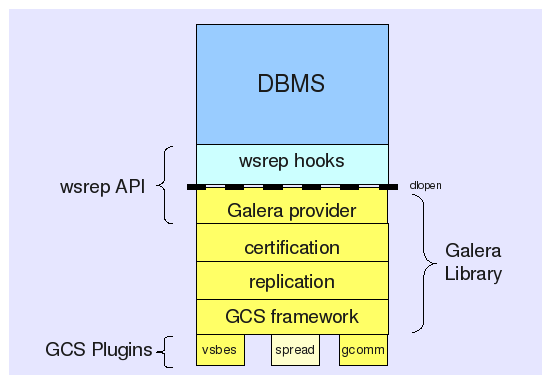 DBMS
wsrep hooks
wsrep API
dlopen
Galera provider
certification
Galera
Library
replication
GCS framework
GCS Plugins
vsbes
spread
gcomm